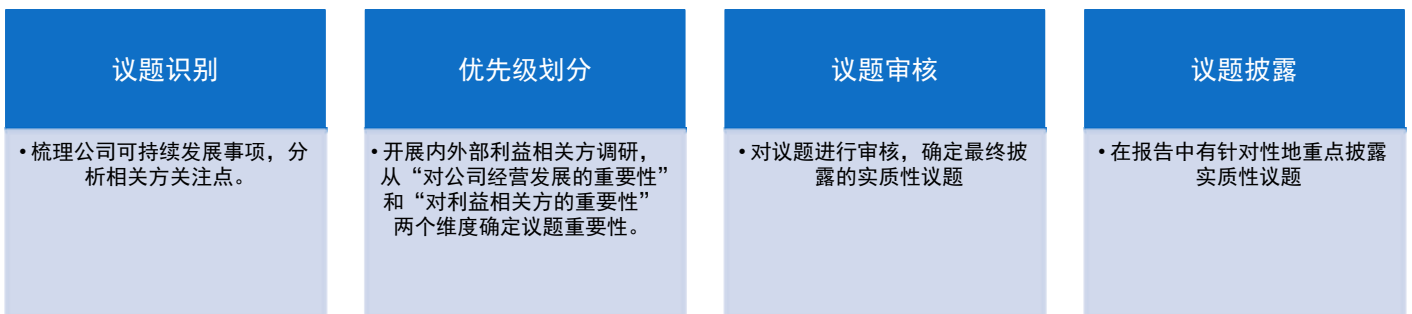 议题识别
•梳理公司可持续发展事项，分
析相关方关注点。
优先级划分
•开展内外部利益相关方调研，
从“对公司经营发展的重要性”
和“对利益相关方的重要性”
两个维度确定议题重要性。
议题审核
•对议题进行审核，确定最终披
露的实质性议题
议题披露
•在报告中有针对性地重点披露
实质性议题